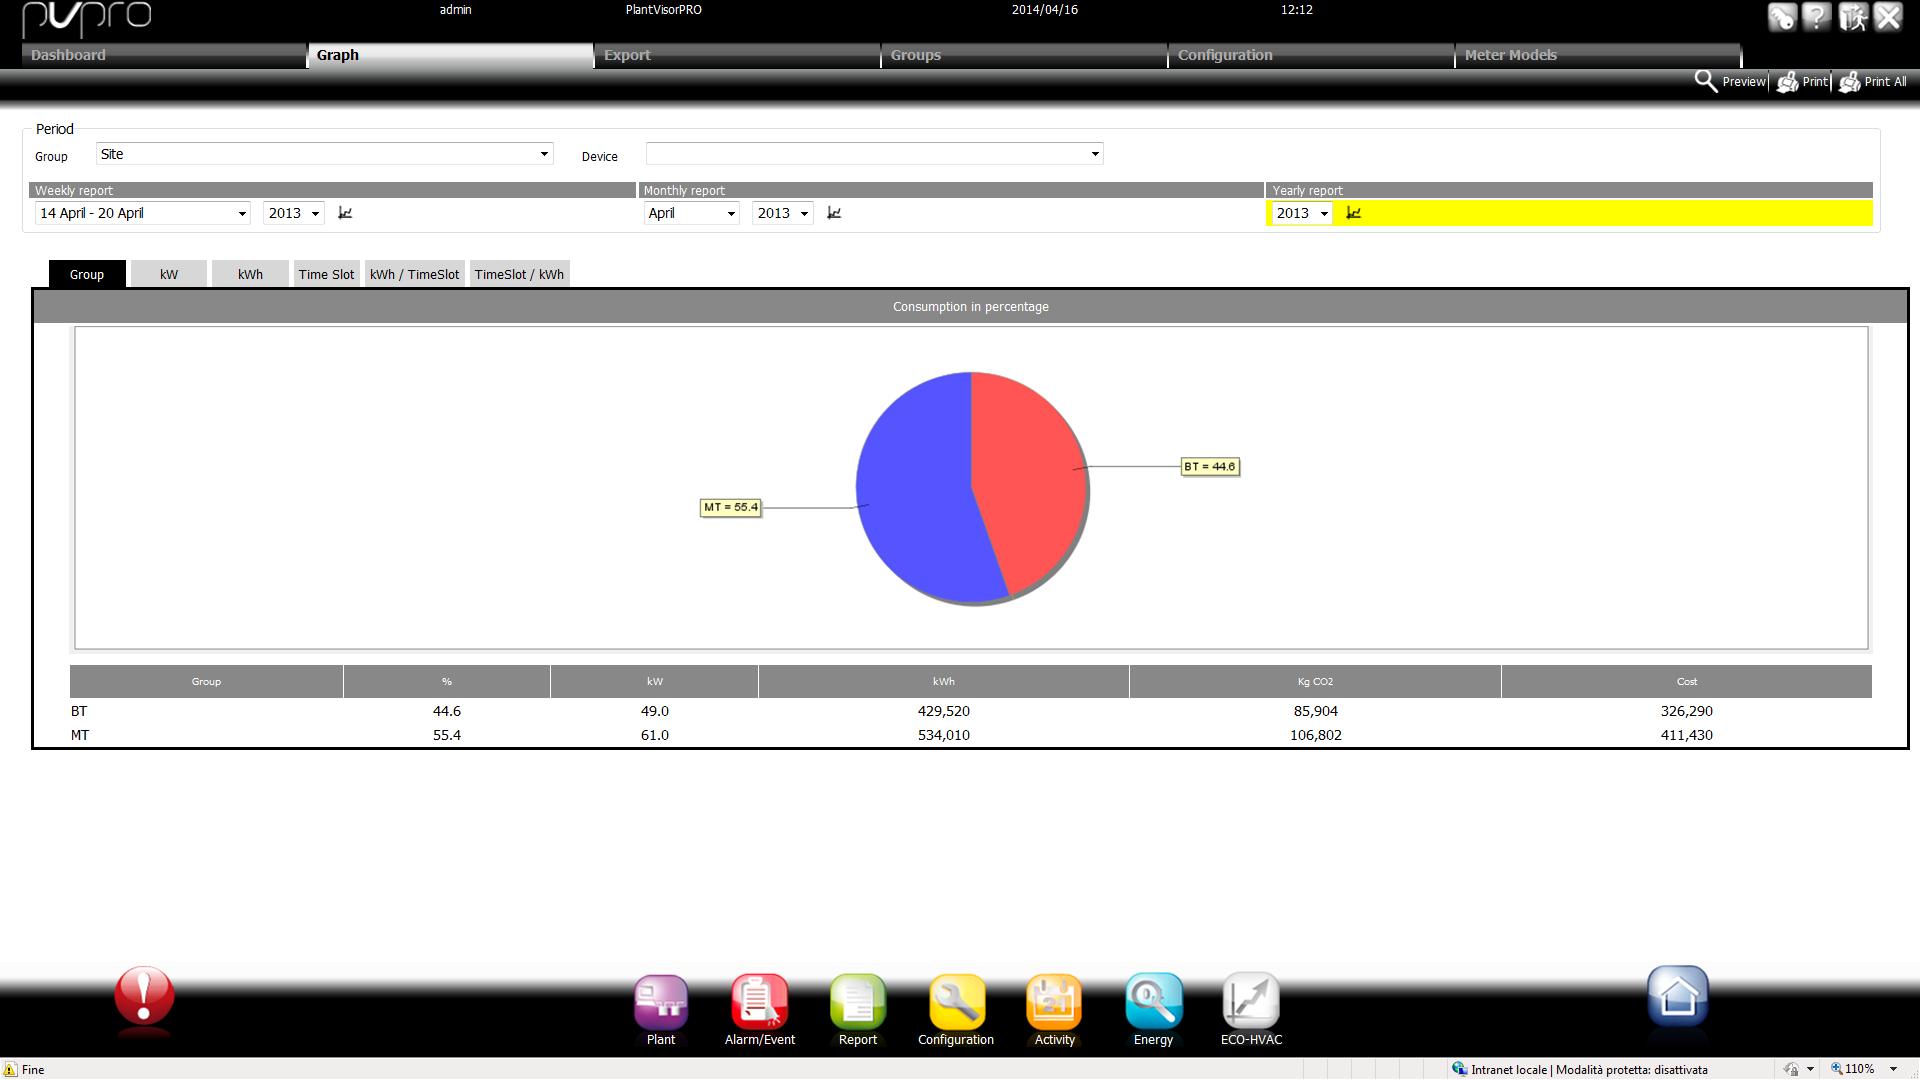 pvpro admin PlantVisorPRO 2014/04/16 12:12
Dashboard Graph Export Groups Configuration Meter Models
Preview Print Print All
Period
Group Site Device
Weekly report Monthly report Yearly report
14 April - 20 April 2013 April 2013 2013
Group kW kWh Time Slot kWh / TimeSlot TimeSlot / kWh
Consumption in percentage
BT = 44.6
MT = 55.4
Group % kW kWh Kg CO2 Cost
BT 44.6 49.0 429,520 85,904 326,290
MT 55.4 61.0 534,010 106,802 411,430
21
Plant Alarm/Event Report Configuration Activity Energy ECO-HVAC
Fine Intranet locale | Modalità protetta: disattivata 110%